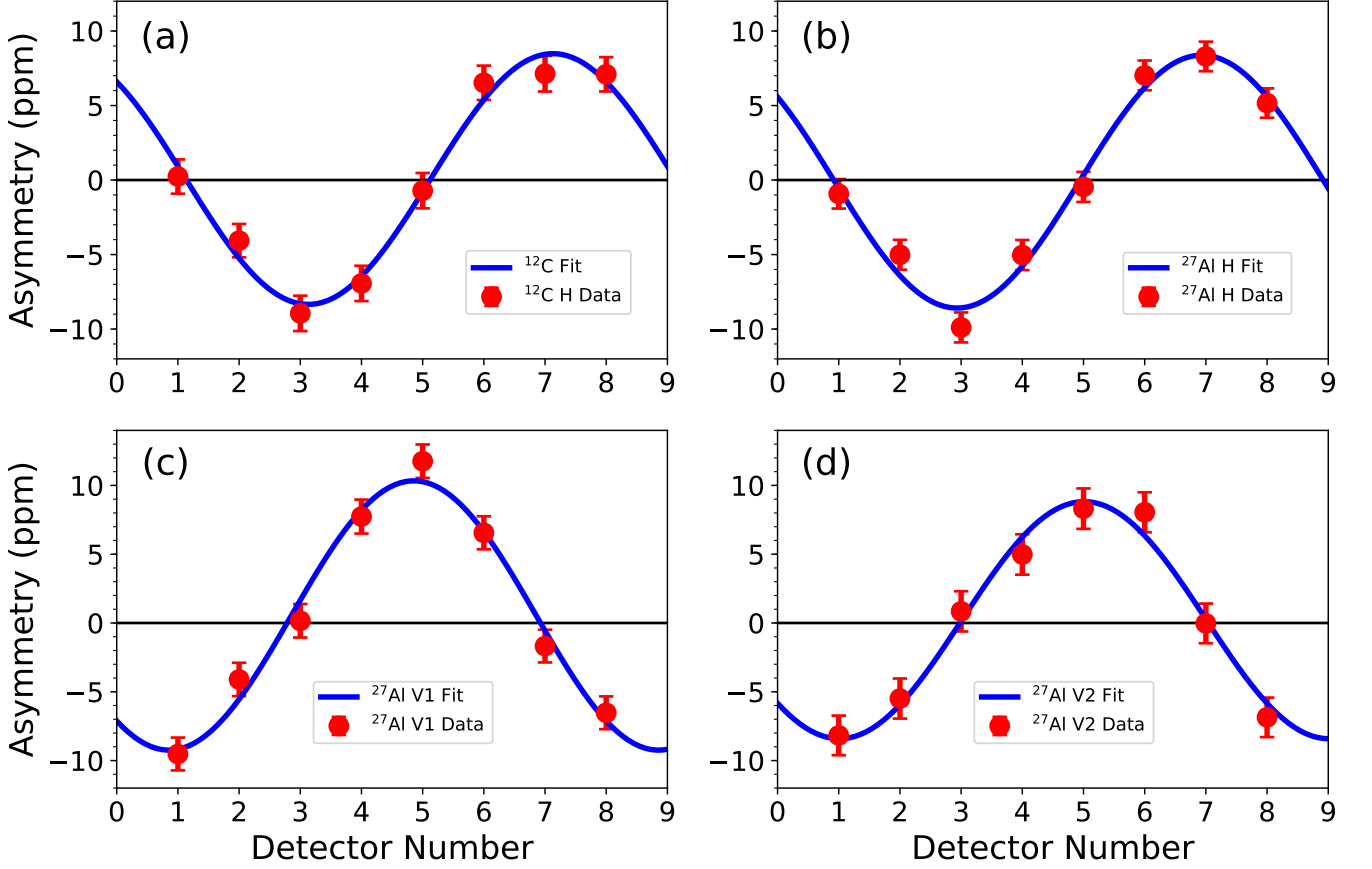 (a)
10
5
0
−5
−10
Asymmetry (ppm)
¹²C Fit
¹²C H Data
0 1 2 3 4 5 6 7 8 9
(b)
10
5
0
−5
−10
²⁷Al H Fit
²⁷Al H Data
0 1 2 3 4 5 6 7 8 9
(c)
10
5
0
−5
−10
Asymmetry (ppm)
²⁷Al V1 Fit
²⁷Al V1 Data
0 1 2 3 4 5 6 7 8 9
Detector Number
(d)
10
5
0
−5
−10
²⁷Al V2 Fit
²⁷Al V2 Data
0 1 2 3 4 5 6 7 8 9
Detector Number